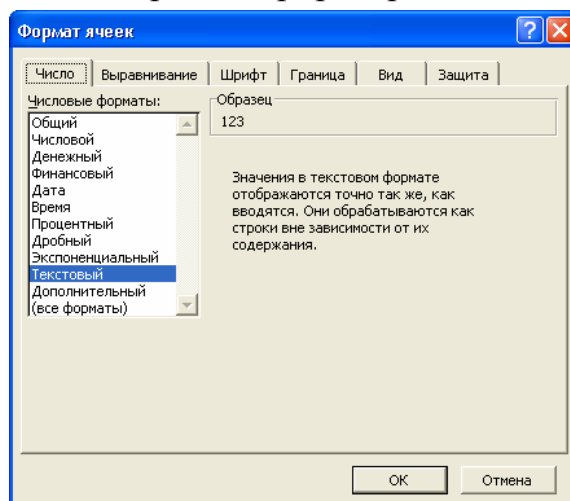 Формат ячеек
Число Выравнивание Шрифт Граница Вид Защита
Числовые форматы:
Общий
Числовой
Денежный
Финансовый
Дата
Время
Процентный
Дробный
Экспоненциальный
Текстовый
Дополнительный
(все форматы)
Образец
123
Значения в текстовом формате
отображаются точно так же, как
вводятся. Они обрабатываются как
строки вне зависимости от их
содержания.
ОК Отмена